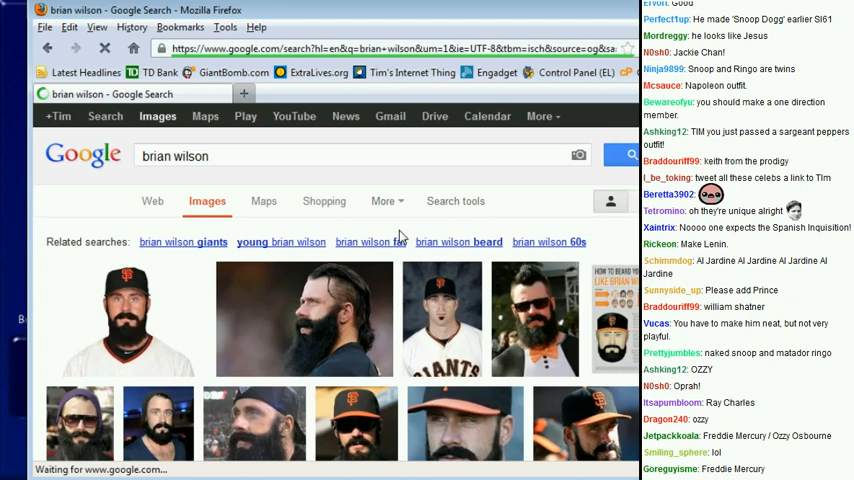 brian wilson - Google Search - Mozilla Firefox
File Edit View History Bookmarks Tools Help
https://www.google.com/search?hl=en&q=brian+wilson&um=1&ie=UTF-8&tbm=isch&source=og&sa
Latest Headlines TD Bank GiantBomb.com ExtraLives.org Tim's Internet Thing Engadget Control Panel (EL) cP
brian wilson - Google Search
+Tim Search Images Maps Play YouTube News Gmail Drive Calendar More
Google brian wilson
Web Images Maps Shopping More Search tools
Related searches: brian wilson giants young brian wilson brian wilson brian wilson beard brian wilson 60s
HOW TO BEARD
LIKE BRIAN
GIANTS
Waiting for www.google.com...
Ervori: Good
Perfect1up: He made 'Snoop Dogg' earlier Sl61
Mordreggy: he looks like Jesus
N0sh0: Jackie Chan!
Ninja9899: Snoop and Ringo are twins
Mcsauce: Napoleon outfit.
Bewareofyu: you should make a one direction
member.
Ashking12: TIM you just passed a sargeant peppers
outfit!
Braddouriff99: keith from the prodigy
I_be_toking: tweet all these celebs a link to TIm
Beretta3902:
Tetromino: oh they're unique alright
Xaintrix: Noooo one expects the Spanish Inquisition!
Rickeon: Make Lenin.
Schimmdog: Al Jardine Al Jardine Al Jardine Al
Jardine
Sunnyside_up: Please add Prince
Braddouriff99: william shatner
Vucas: You have to make him neat, but not very
playful.
Prettyjumbles: naked snoop and matador ringo
Ashking12: OZZY
N0sh0: Oprah!
Itsapumbloom: Ray Charles
Dragon240: ozzy
Jetpackkoala: Freddie Mercury / Ozzy Osbourne
Smiling_sphere: lol
Goreguyisme: Freddie Mercury